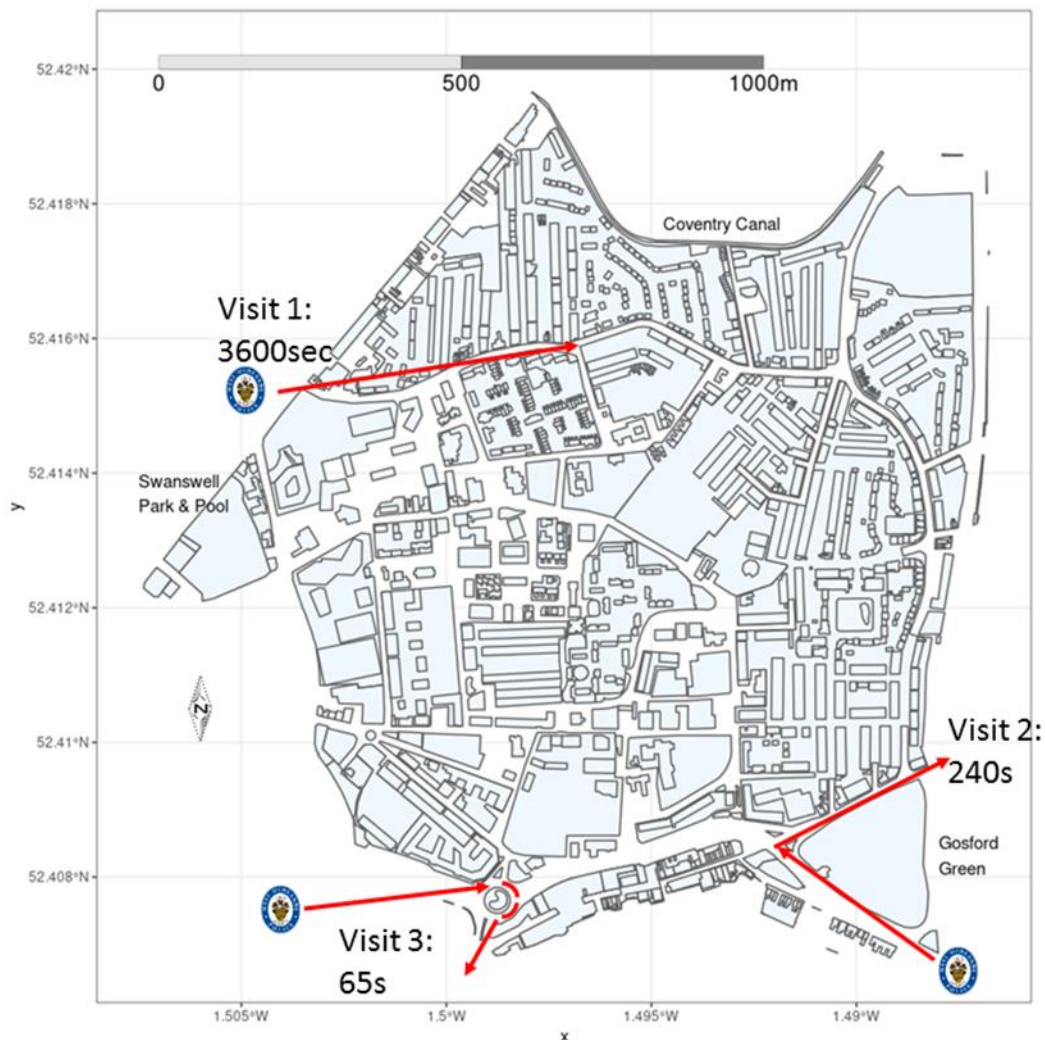 52.42°N
0 500 1000m
52.418°N
Coventry Canal
Visit 1:
3600sec
52.416°N
52.414°N
Swanswell
Park & Pool
y
52.412°N
N
52.41°N
Visit 2:
240s
Gosford
Green
52.408°N
Visit 3:
65s
1.505°W 1.5°W 1.495°W 1.49°W
x